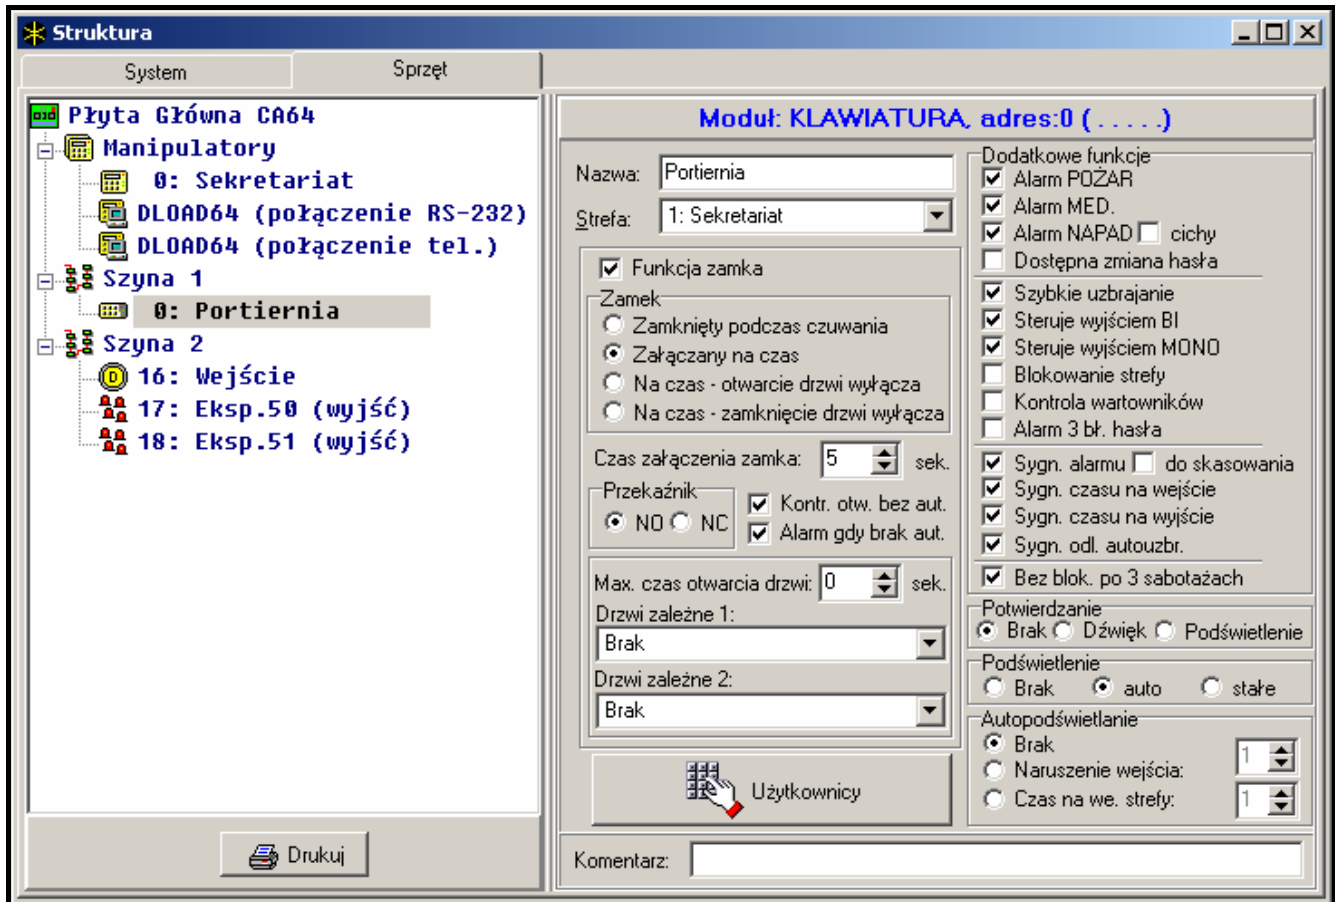 Struktura
System
Sprzęt
Płyta Główna CA64
Manipulatory
0: Sekretariat
DLOAD64 (połączenie RS-232)
DLOAD64 (połączenie tel.)
Szyna 1
0: Portiernia
Szyna 2
16: Wejście
17: Eksp.50 (wyjść)
18: Eksp.51 (wyjść)
Drukuj
Moduł: KLAWIATURA, adres:0 ( . . . . .)
Nazwa: Portiernia
Strefa: 1: Sekretariat
Funkcja zamka
Zamek
Zamknięty podczas czuwania
Załączany na czas
Na czas - otwarcie drzwi wyłącza
Na czas - zamknięcie drzwi wyłącza
Czas załączenia zamka: 5 sek.
Przekaźnik
NO NC
Kontr. otw. bez aut.
Alarm gdy brak aut.
Max. czas otwarcia drzwi: 0 sek.
Drzwi zależne 1:
Brak
Drzwi zależne 2:
Brak
Użytkownicy
Dodatkowe funkcje
Alarm POŻAR
Alarm MED.
Alarm NAPAD cichy
Dostępna zmiana hasła
Szybkie uzbrajanie
Steruje wyjściem BI
Steruje wyjściem MONO
Blokowanie strefy
Kontrola wartowników
Alarm 3 bł. hasła
Sygn. alarmu do skasowania
Sygn. czasu na wejście
Sygn. czasu na wyjście
Sygn. odl. autouzbr.
Bez blok. po 3 sabotażach
Potwierdzanie
Brak Dźwięk Podświetlenie
Podświetlenie
Brak auto stałe
Autopodświetlanie
Brak
Naruszenie wejścia: 1
Czas na we. strefy: 1
Komentarz: